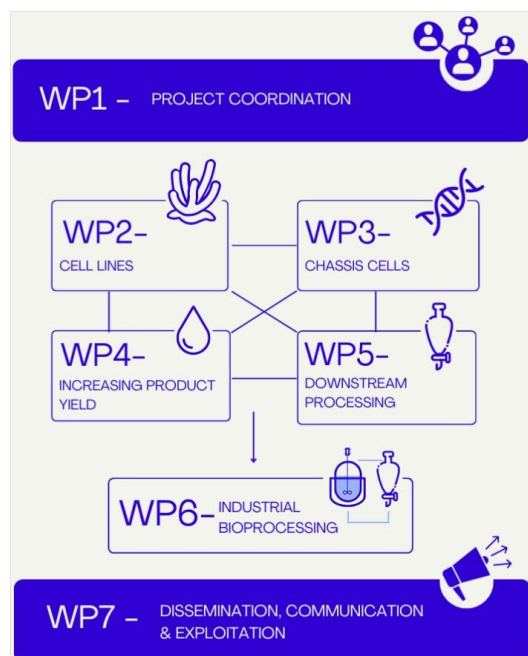 WP1 - PROJECT COORDINATION
WP2-
CELL LINES
WP3-
CHASSIS CELLS
WP4-
INCREASING PRODUCT
YIELD
WP5-
DOWNSTREAM
PROCESSING
WP6- INDUSTRIAL
BIOPROCESSING
WP7 - DISSEMINATION, COMMUNICATION
& EXPLOITATION